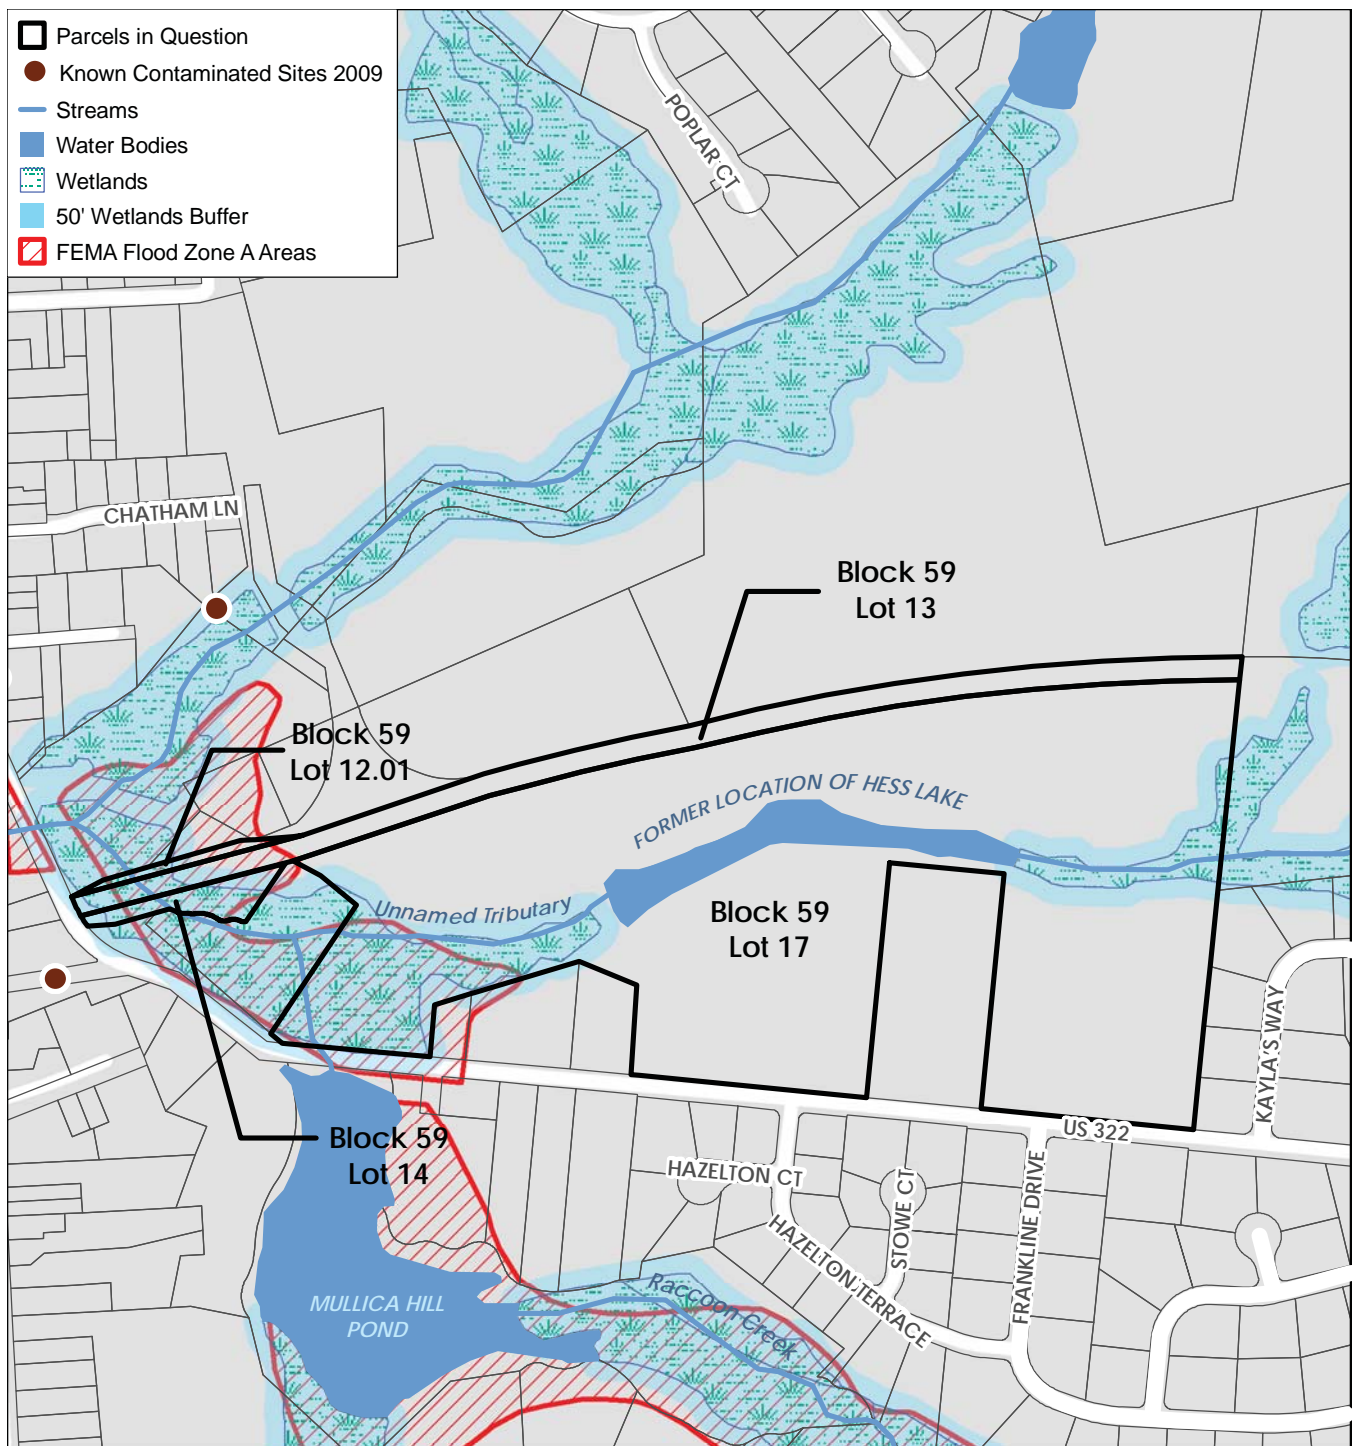 Parcels in Question
Known Contaminated Sites 2009
Streams
Water Bodies
Wetlands
50' Wetlands Buffer
FEMA Flood Zone A Areas
POPLAR CT
CHATHAM LN
Block 59
Lot 13
Block 59
Lot 12.01
FORMER LOCATION OF HESS LAKE
Unnamed Tributary
Block 59
Lot 17
KAYLA'S WAY
US 322
Block 59
Lot 14
HAZELTON CT
STOWE CT
FRANKLINE DRIVE
HAZELTON TERRACE
Raccoon Creek
MULLICA HILL
POND